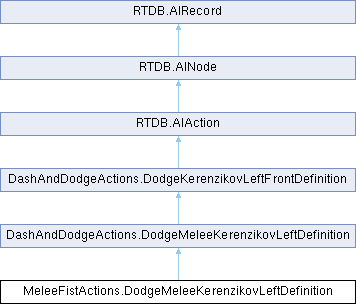 RTDB.AIRecord
RTDB.AINode
RTDB.AIAction
DashAndDodgeActions.DodgeKerenzikovLeftFrontDefinition
DashAndDodgeActions.DodgeMeleeKerenzikovLeftDefinition
MeleeFistActions.DodgeMeleeKerenzikovLeftDefinition